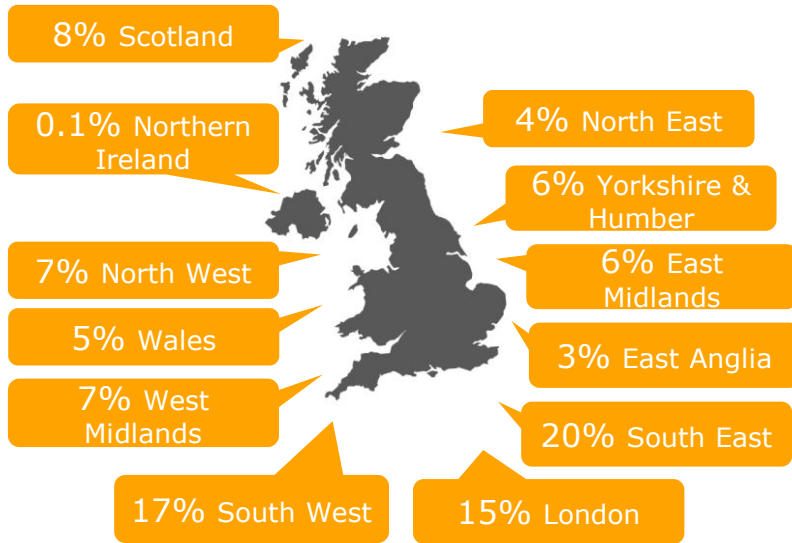 8% Scotland
0.1% Northern
Ireland
4% North East
6% Yorkshire &
Humber
7% North West
6% East
Midlands
5% Wales
3% East Anglia
7% West
Midlands
20% South East
17% South West
15% London